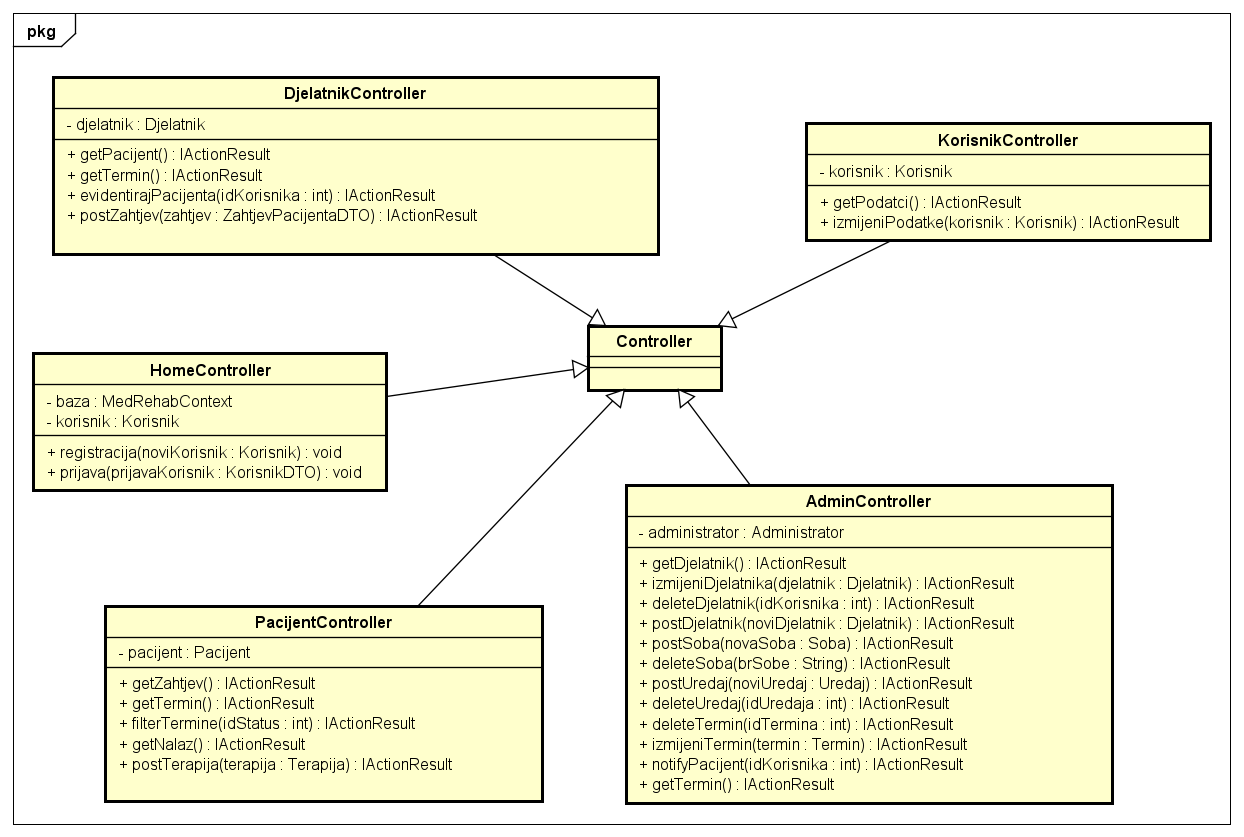 pkg
DjelatnikController
- djelatnik : Djelatnik
+ getPacijent() : IActionResult
+ getTermin() : IActionResult
+ evidentirajPacijenta(idKorisnika : int) : IActionResult
+ postZahtjev(zahtjev : ZahtjevPacijentaDTO) : IActionResult
KorisnikController
- korisnik : Korisnik
+ getPodatci() : IActionResult
+ izmijeniPodatke(korisnik : Korisnik) : IActionResult
Controller
HomeController
- baza : MedRehabContext
- korisnik : Korisnik
+ registracija(noviKorisnik : Korisnik) : void
+ prijava(prijavaKorisnik : KorisnikDTO) : void
AdminController
- administrator : Administrator
+ getDjelatnik() : IActionResult
+ izmijeniDjelatnika(djelatnik : Djelatnik) : IActionResult
+ deleteDjelatnik(idKorisnika : int) : IActionResult
+ postDjelatnik(noviDjelatnik : Djelatnik) : IActionResult
+ postSoba(novaSoba : Soba) : IActionResult
+ deleteSoba(brSobe : String) : IActionResult
+ postUredaj(noviUredaj : Uredaj) : IActionResult
+ deleteUredaj(idUredaja : int) : IActionResult
+ deleteTermin(idTermina : int) : IActionResult
+ izmijeniTermin(termin : Termin) : IActionResult
+ notifyPacijent(idKorisnika : int) : IActionResult
+ getTermin() : IActionResult
PacijentController
- pacijent : Pacijent
+ getZahtjev() : IActionResult
+ getTermin() : IActionResult
+ filterTermine(idStatus : int) : IActionResult
+ getNalaz() : IActionResult
+ postTerapija(terapija : Terapija) : IActionResult